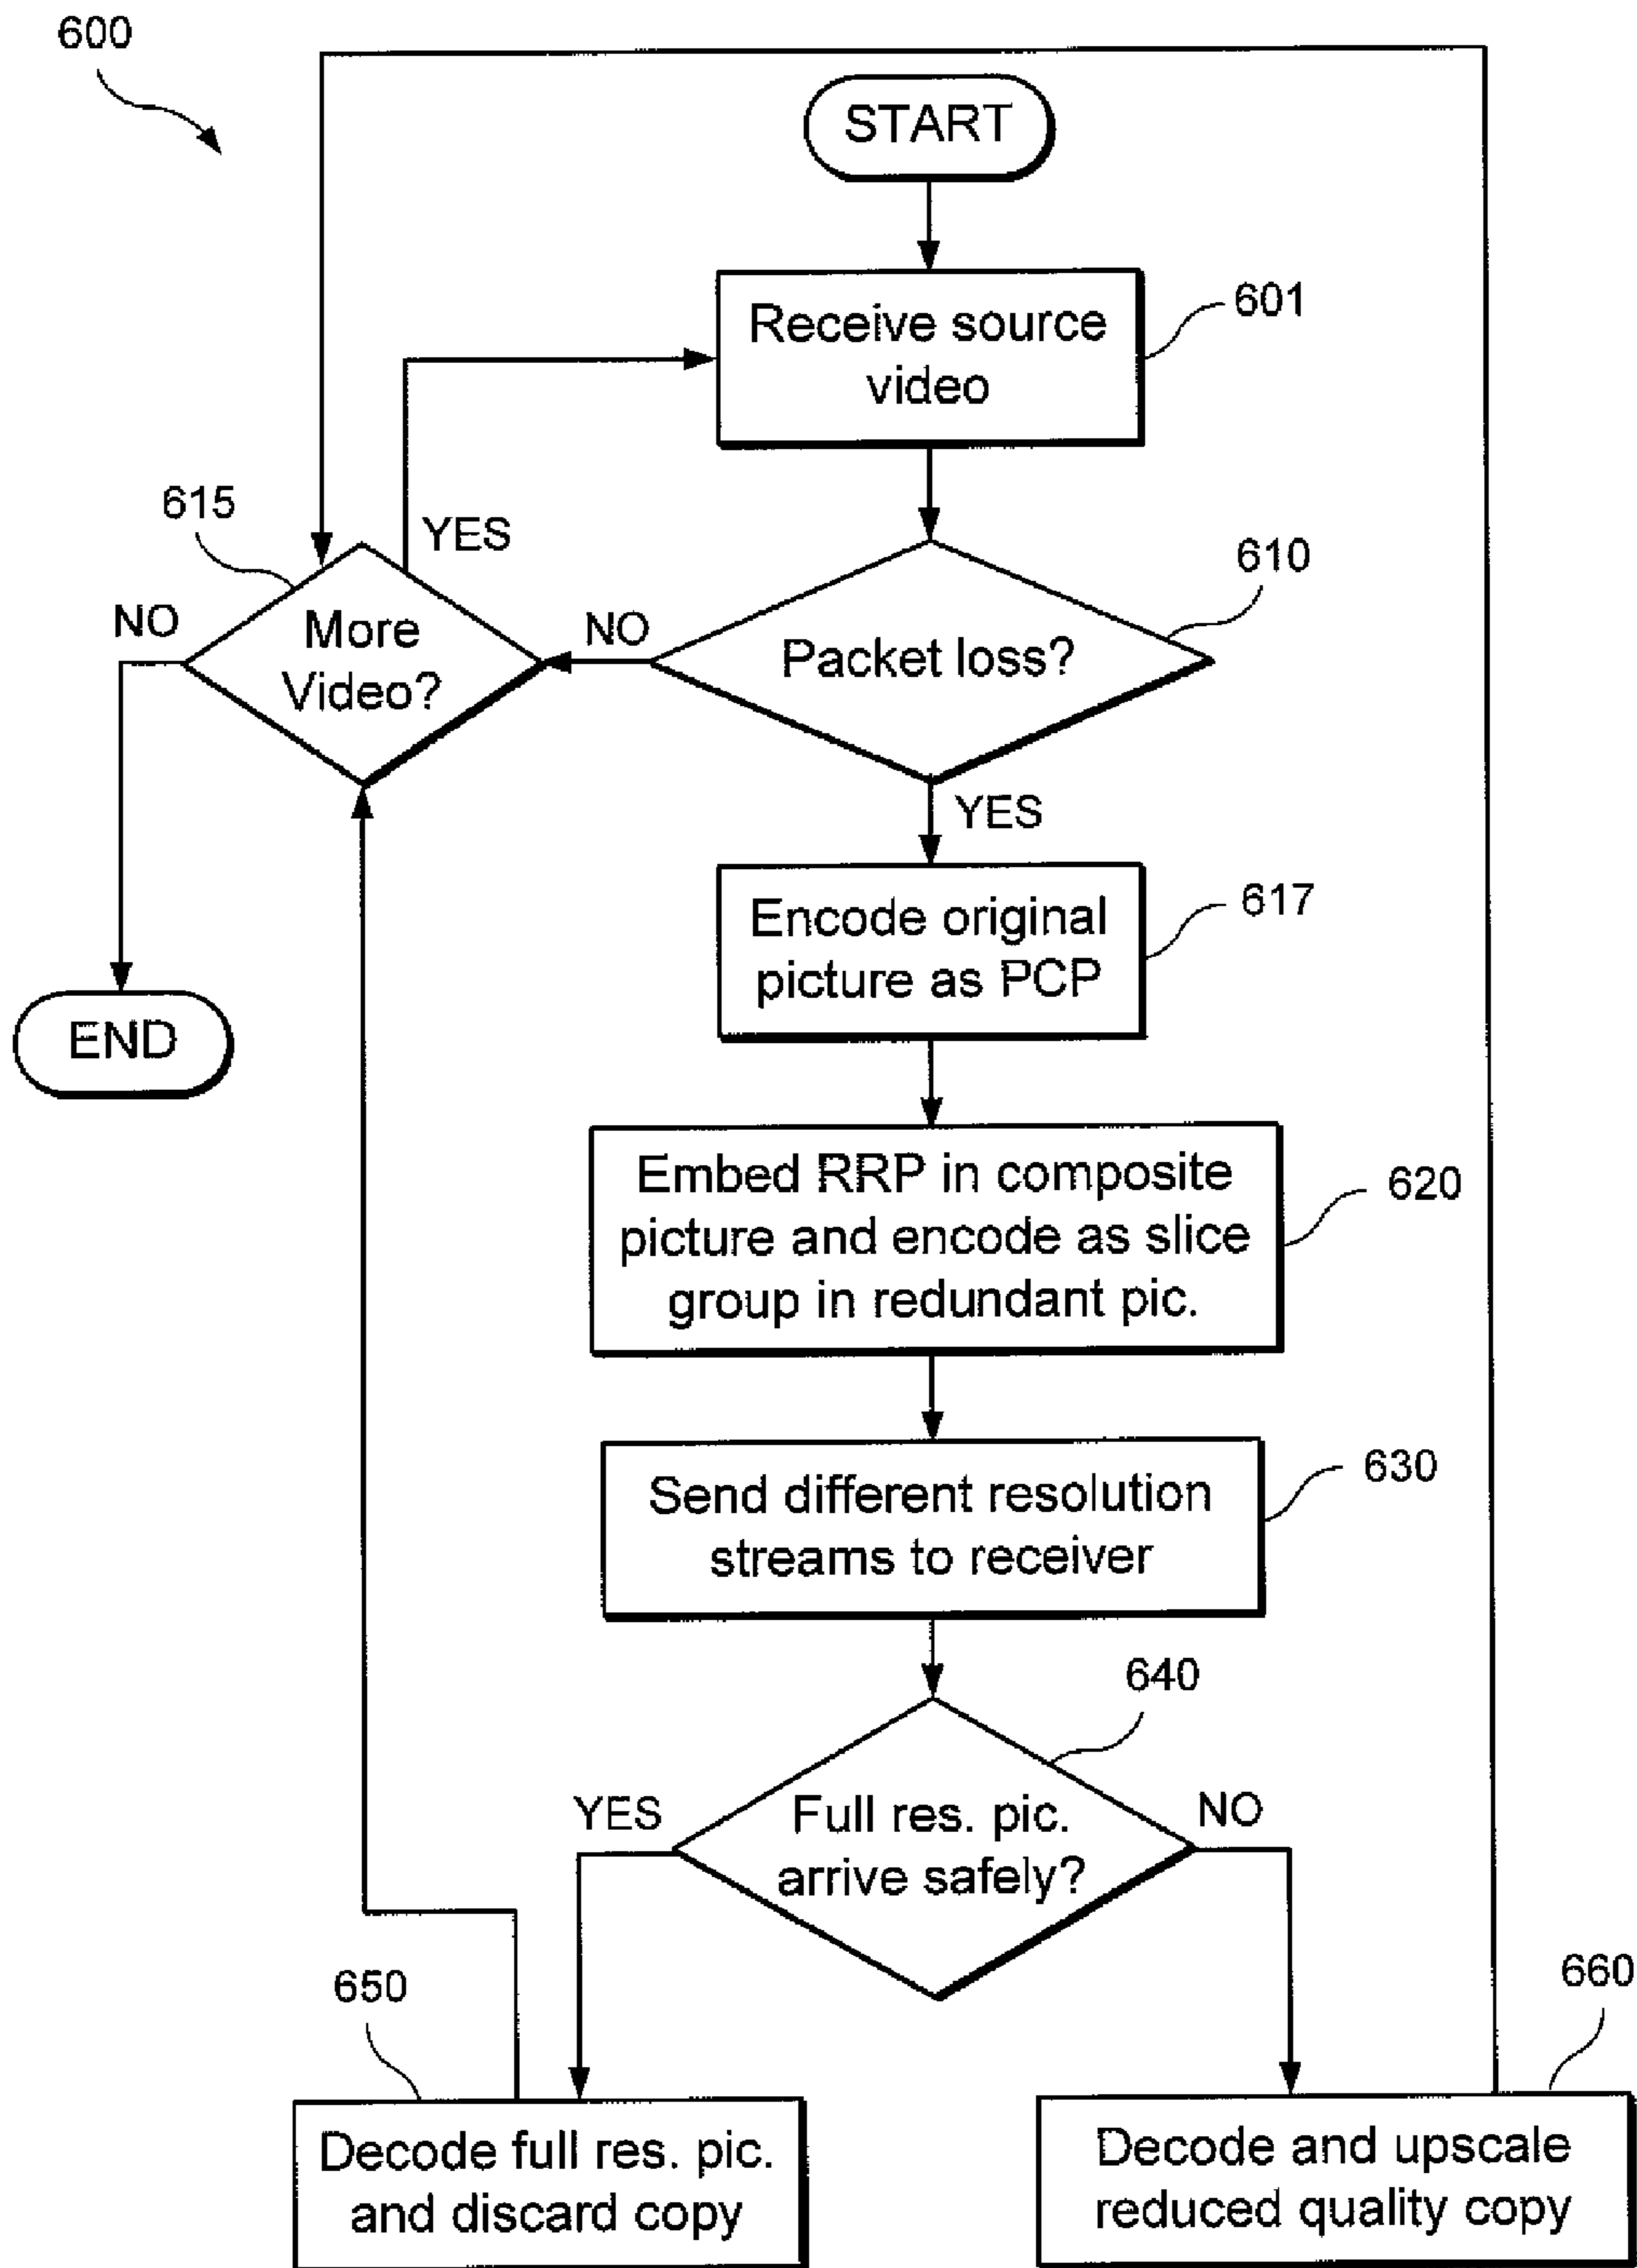 600
START
Receive source
video
601
615
YES
NO
More
Video?
NO
Packet loss?
610
YES
END
Encode original
picture as PCP
617
Embed RRP in composite
picture and encode as slice
group in redundant pic.
620
Send different resolution
streams to receiver
630
640
YES
Full res. pic.
arrive safely?
NO
650
Decode full res. pic.
and discard copy
660
Decode and upscale
reduced quality copy